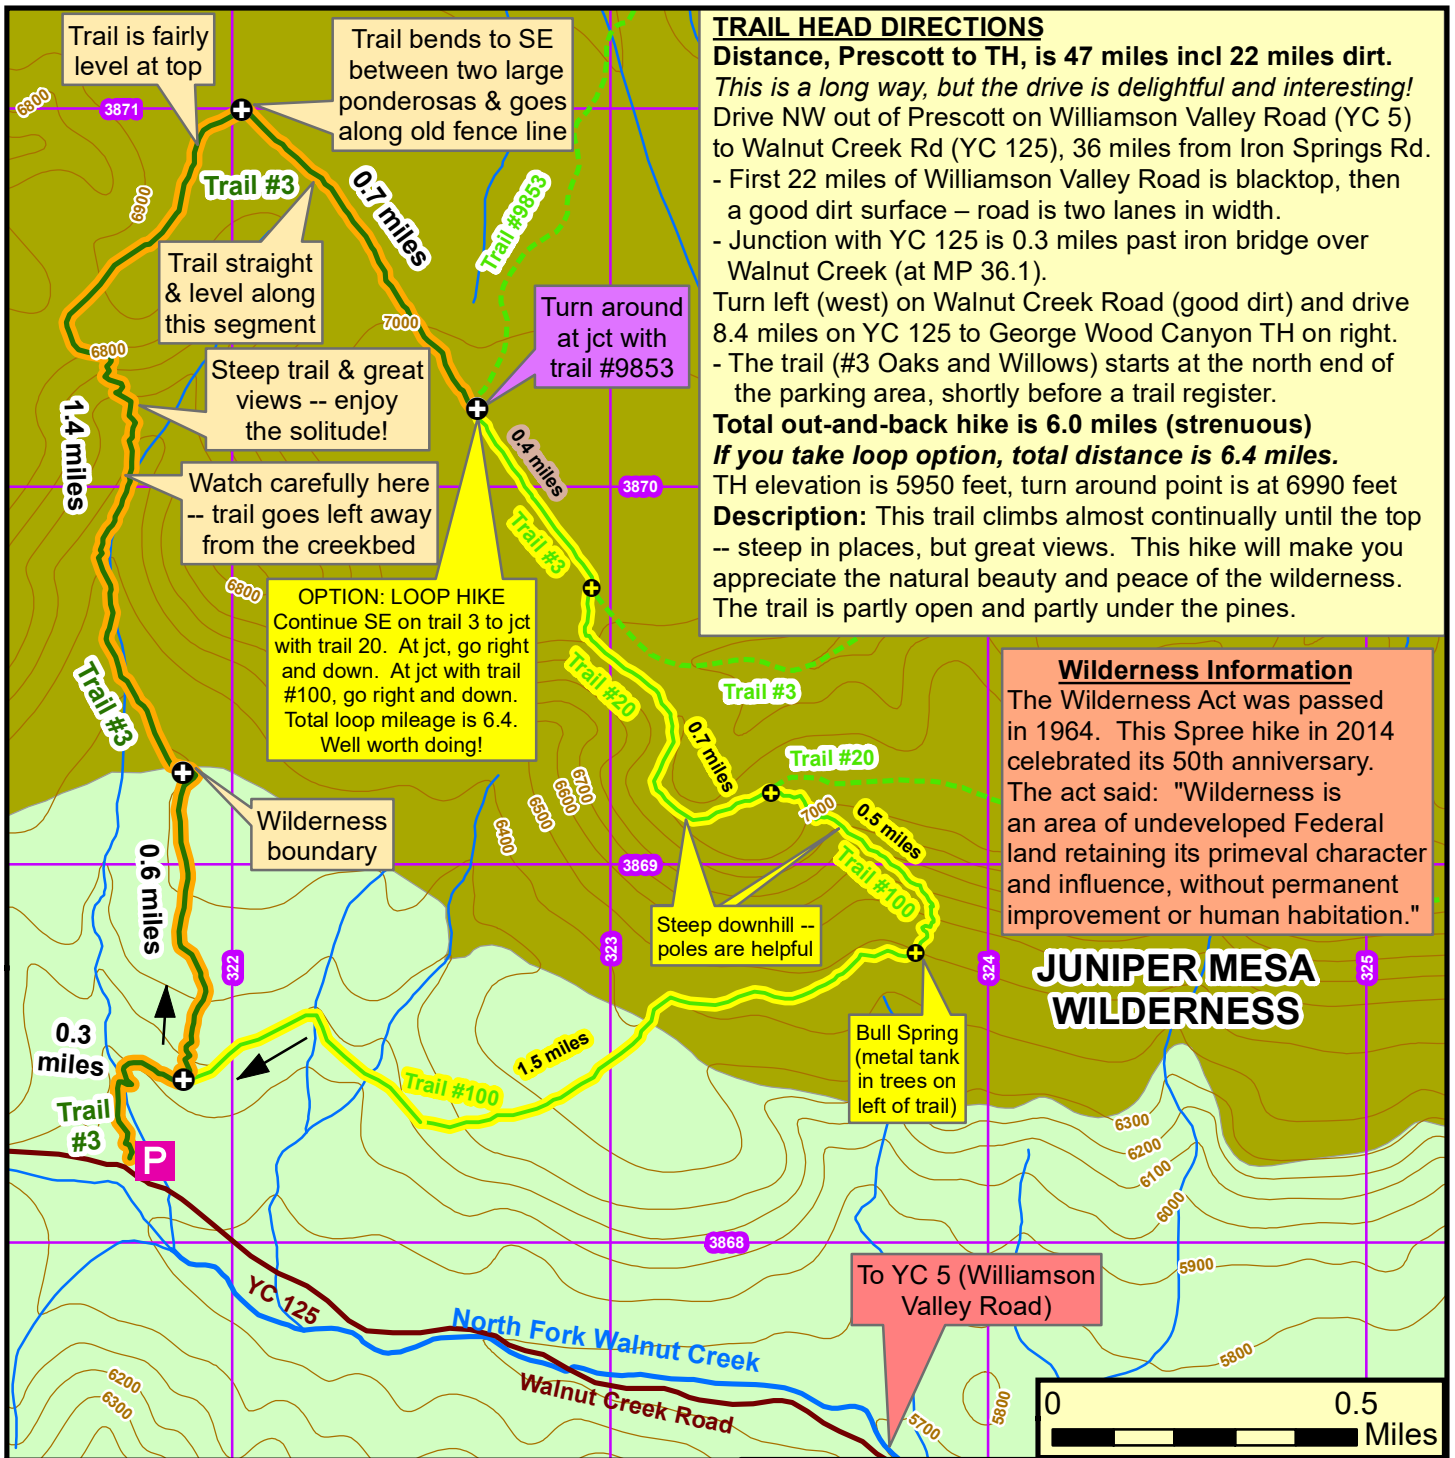 TRAIL HEAD DIRECTIONS
Distance, Prescott to TH, is 47 miles incl 22 miles dirt.
This is a long way, but the drive is delightful and interesting!
Drive NW out of Prescott on Williamson Valley Road (YC 5)
to Walnut Creek Rd (YC 125), 36 miles from Iron Springs Rd.
- First 22 miles of Williamson Valley Road is blacktop, then
a good dirt surface – road is two lanes in width.
- Junction with YC 125 is 0.3 miles past iron bridge over
Walnut Creek (at MP 36.1).
Turn left (west) on Walnut Creek Road (good dirt) and drive
8.4 miles on YC 125 to George Wood Canyon TH on right.
- The trail (#3 Oaks and Willows) starts at the north end of
the parking area, shortly before a trail register.
Total out-and-back hike is 6.0 miles (strenuous)
If you take loop option, total distance is 6.4 miles.
TH elevation is 5950 feet, turn around point is at 6990 feet
Description: This trail climbs almost continually until the top
-- steep in places, but great views. This hike will make you
appreciate the natural beauty and peace of the wilderness.
The trail is partly open and partly under the pines.
Trail is fairly
level at top
Trail bends to SE
between two large
ponderosas & goes
along old fence line
6800
3871
6900
Trail #3
0.7 miles
Trail #9853
Trail straight
& level along
this segment
7000
Turn around
at jct with
trail #9853
6800
Steep trail & great
views -- enjoy
the solitude!
1.4 miles
0.4 miles
Watch carefully here
-- trail goes left away
from the creekbed
3870
Trail #3
6800
OPTION: LOOP HIKE
Continue SE on trail 3 to jct
with trail 20. At jct, go right
and down. At jct with trail
#100, go right and down.
Total loop mileage is 6.4.
Well worth doing!
Trail #3
Trail #20
Trail #3
Wilderness Information
The Wilderness Act was passed
in 1964. This Spree hike in 2014
celebrated its 50th anniversary.
The act said: "Wilderness is
an area of undeveloped Federal
land retaining its primeval character
and influence, without permanent
improvement or human habitation."
0.7 miles
Trail #20
6700
6600
6500
6400
7000
0.5 miles
Wilderness
boundary
0.6 miles
3869
Trail #100
Steep downhill --
poles are helpful
322
323
324
325
JUNIPER MESA
WILDERNESS
0.3
miles
Bull Spring
(metal tank
in trees on
left of trail)
1.5 miles
Trail #100
Trail
#3
P
6300
6200
6100
6000
3868
5900
To YC 5 (Williamson
Valley Road)
YC 125
North Fork Walnut Creek
Walnut Creek Road
5800
6200
6300
5800
5700
0 0.5
Miles